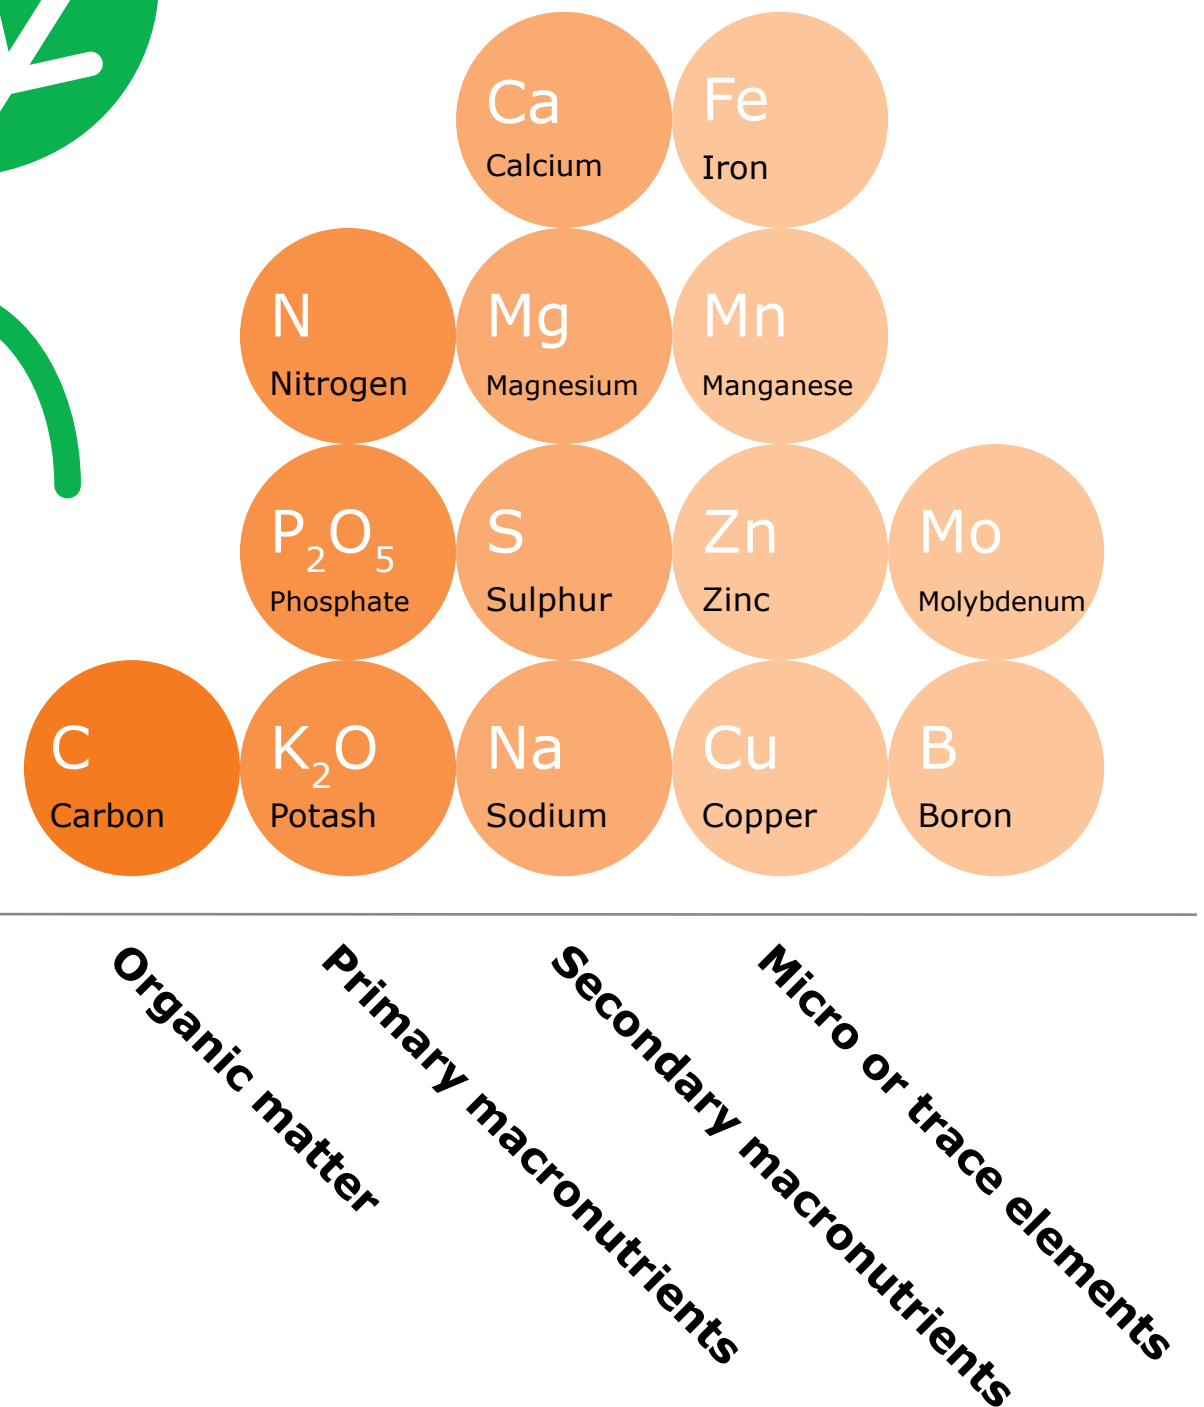 Ca
Calcium
Fe
Iron
N
Nitrogen
Mg
Magnesium
Mn
Manganese
P₂O₅
Phosphate
S
Sulphur
Zn
Zinc
Mo
Molybdenum
C
Carbon
K₂O
Potash
Na
Sodium
Cu
Copper
B
Boron
Organic matter
Primary macronutrients
Secondary macronutrients
Micro or trace elements